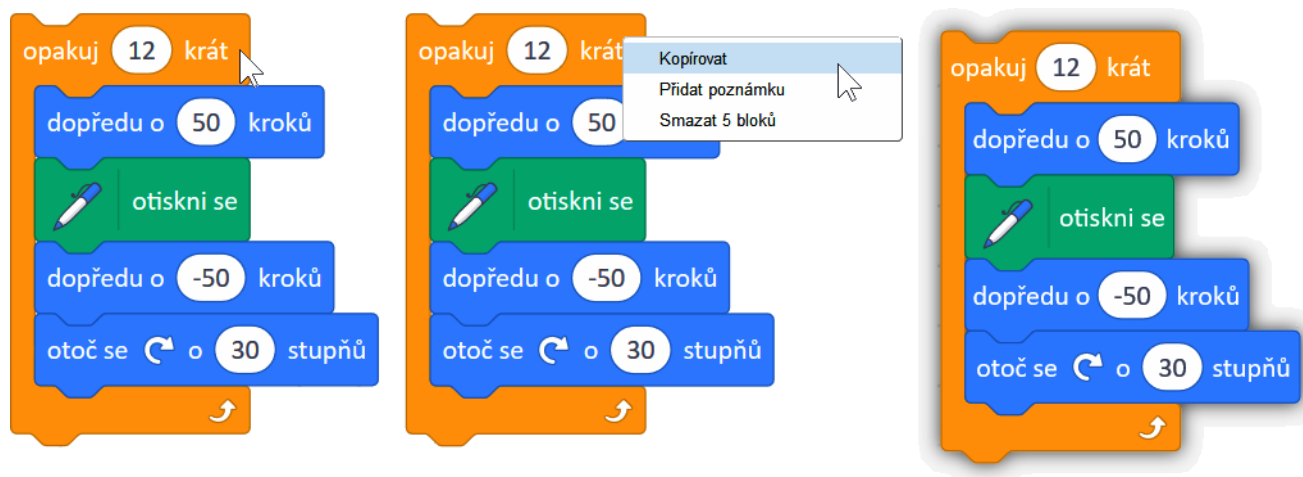 opakuj 12 krát
dopředu o 50 kroků
otiskni se
dopředu o -50 kroků
otoč se o 30 stupňů
opakuj 12 krát
Kopírovat
Přidat poznámku
Smazat 5 bloků
dopředu o 50
otiskni se
dopředu o -50 kroků
otoč se o 30 stupňů
opakuj 12 krát
dopředu o 50 kroků
otiskni se
dopředu o -50 kroků
otoč se o 30 stupňů